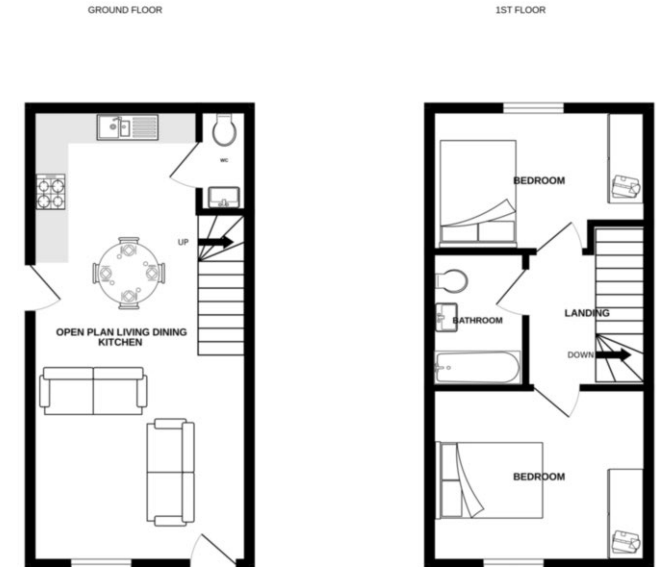 GROUND FLOOR
1ST FLOOR
WC
UP
OPEN PLAN LIVING DINING
KITCHEN
BEDROOM
BATHROOM
LANDING
DOWN
BEDROOM